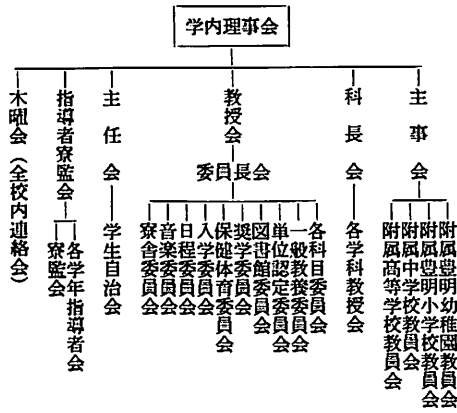 学内理事会
主事会
附属豊明幼稚園教員会
附属豊明小学校教員会
附属中学校教員会
附属高等学校教員会
科長会
各学科教授会
教授会
委員長会
各科目委員会
一般教養委員会
単位認定委員会
図書館委員会
奨学委員会
保健体育委員会
入学委員会
日程委員会
音楽委員会
寮舎委員会
主任会
学生自治会
指導者寮監会
各学年指導者会
寮監会
木曜会(全校内連絡会)